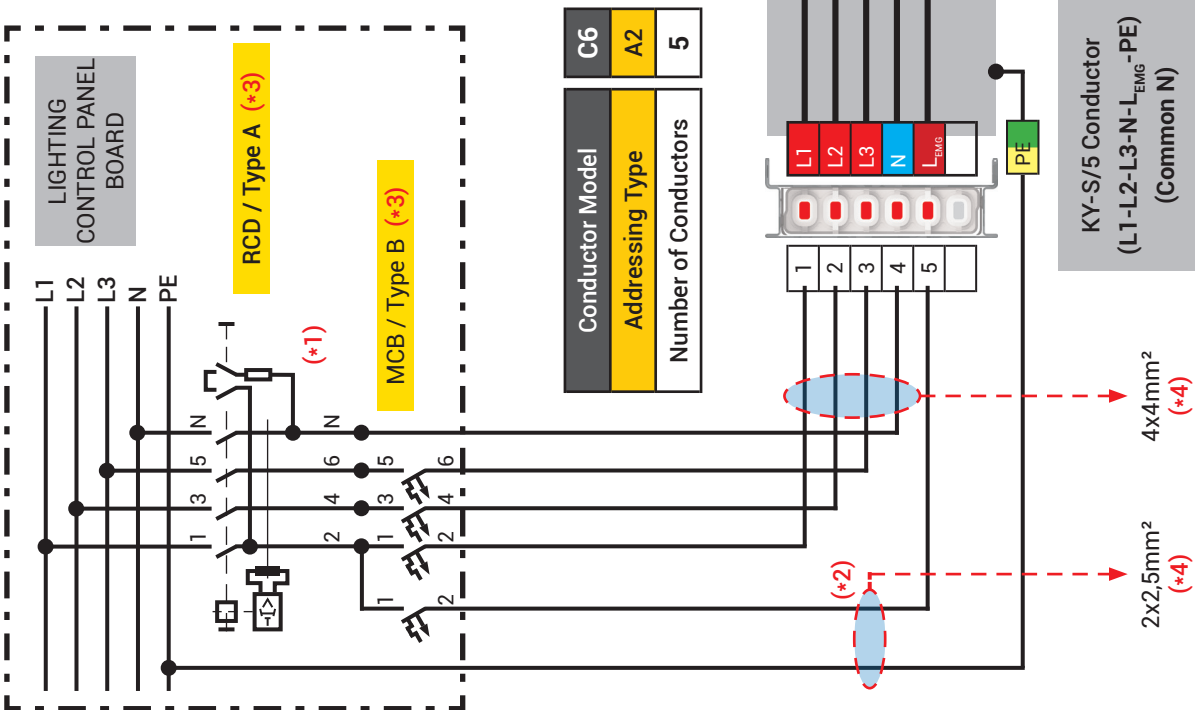 LIGHTING
CONTROL PANEL
BOARD
RCD / Type A (*3)
MCB / Type B (*3)
L1
L2
L3
N
PE
(*1)
1
3
5
N
2
4
6
N
1
1
3
5
2
2
4
6
C6
A2
5
Conductor Model
Addressing Type
Number of Conductors
L1
L2
L3
N
LEMG
1
2
3
4
5
PE
KY-S/5 Conductor
(L1-L2-L3-N-LEMG-PE)
(Common N)
(*2)
4x4mm²
(*4)
2x2,5mm²
(*4)
I>